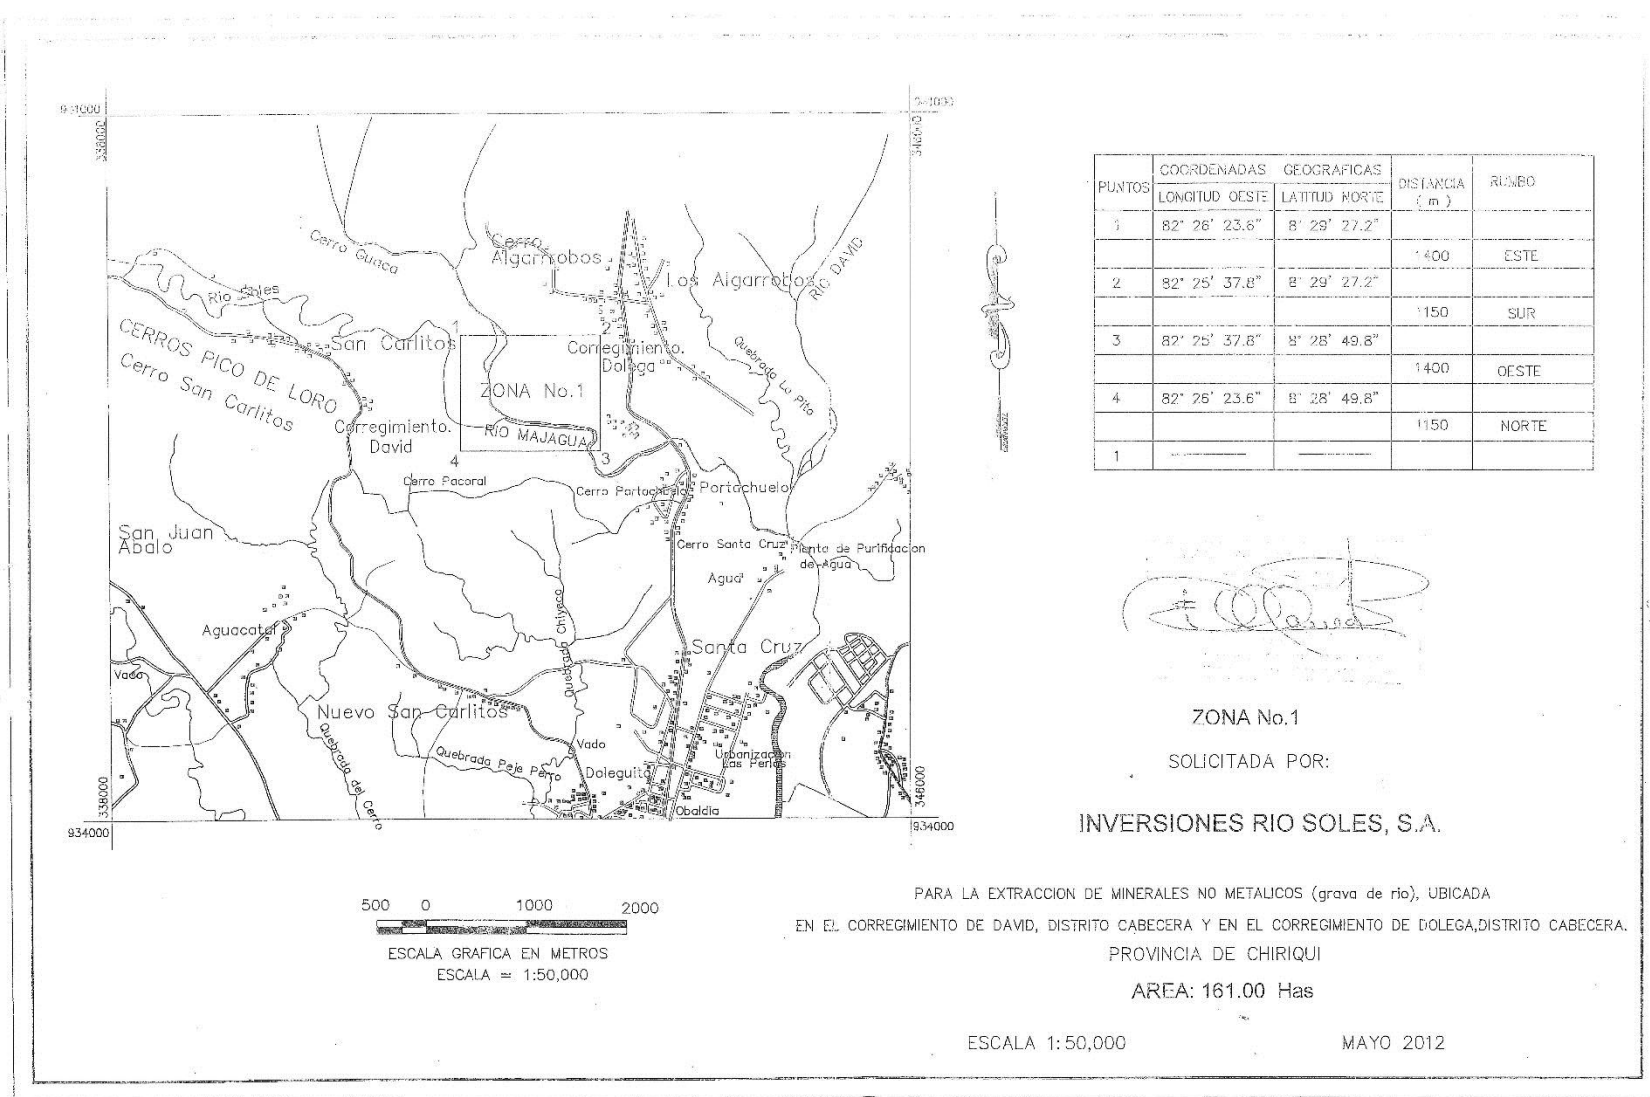 941000
338000
346000
Cerro Guaca
Cerro
Algarrobos
Los Algarrobos
RIO DAVID
Rio Soles
CERROS PICO DE LORO
Cerro San Carlitos
San Carlitos
1
2
Corregimiento.
Dolega
Quebrada La Pita
ZONA No.1
Corregimiento.
David
RIO MAJAGUA
4
3
Cerro Pacoral
Cerro Portachuelo
Portachuelo
San Juan
Abalo
Cerro Santa Cruz
Planta de Purificacion
de Agua
Agua
Aguacatal
Quebrada Chiveco
Santa Cruz
Vado
Nuevo San Carlitos
Quebrada del Cerro
Quebrada Peje Perro
Vado
Doleguita
Urbanizacion
Las Perlas
Obaldia
338000
346000
934000
934000
500 0 1000 2000
ESCALA GRAFICA EN METROS
ESCALA = 1:50,000
PUNTOS COORDENADAS GEOGRAFICAS DISTANCIA RUMBO
LONGITUD OESTE LATITUD NORTE ( m )
1 82° 26' 23.6" 8° 29' 27.2"
1400 ESTE
2 82° 25' 37.8" 8° 29' 27.2"
1150 SUR
3 82° 25' 37.8" 8° 28' 49.8"
1400 OESTE
4 82° 26' 23.6" 8° 28' 49.8"
1150 NORTE
1
ZONA No.1
SOLICITADA POR:
INVERSIONES RIO SOLES, S.A.
PARA LA EXTRACCION DE MINERALES NO METALICOS (grava de rio), UBICADA
EN EL CORREGIMIENTO DE DAVID, DISTRITO CABECERA Y EN EL CORREGIMIENTO DE DOLEGA,DISTRITO CABECERA.
PROVINCIA DE CHIRIQUI
AREA: 161.00 Has
ESCALA 1:50,000 MAYO 2012